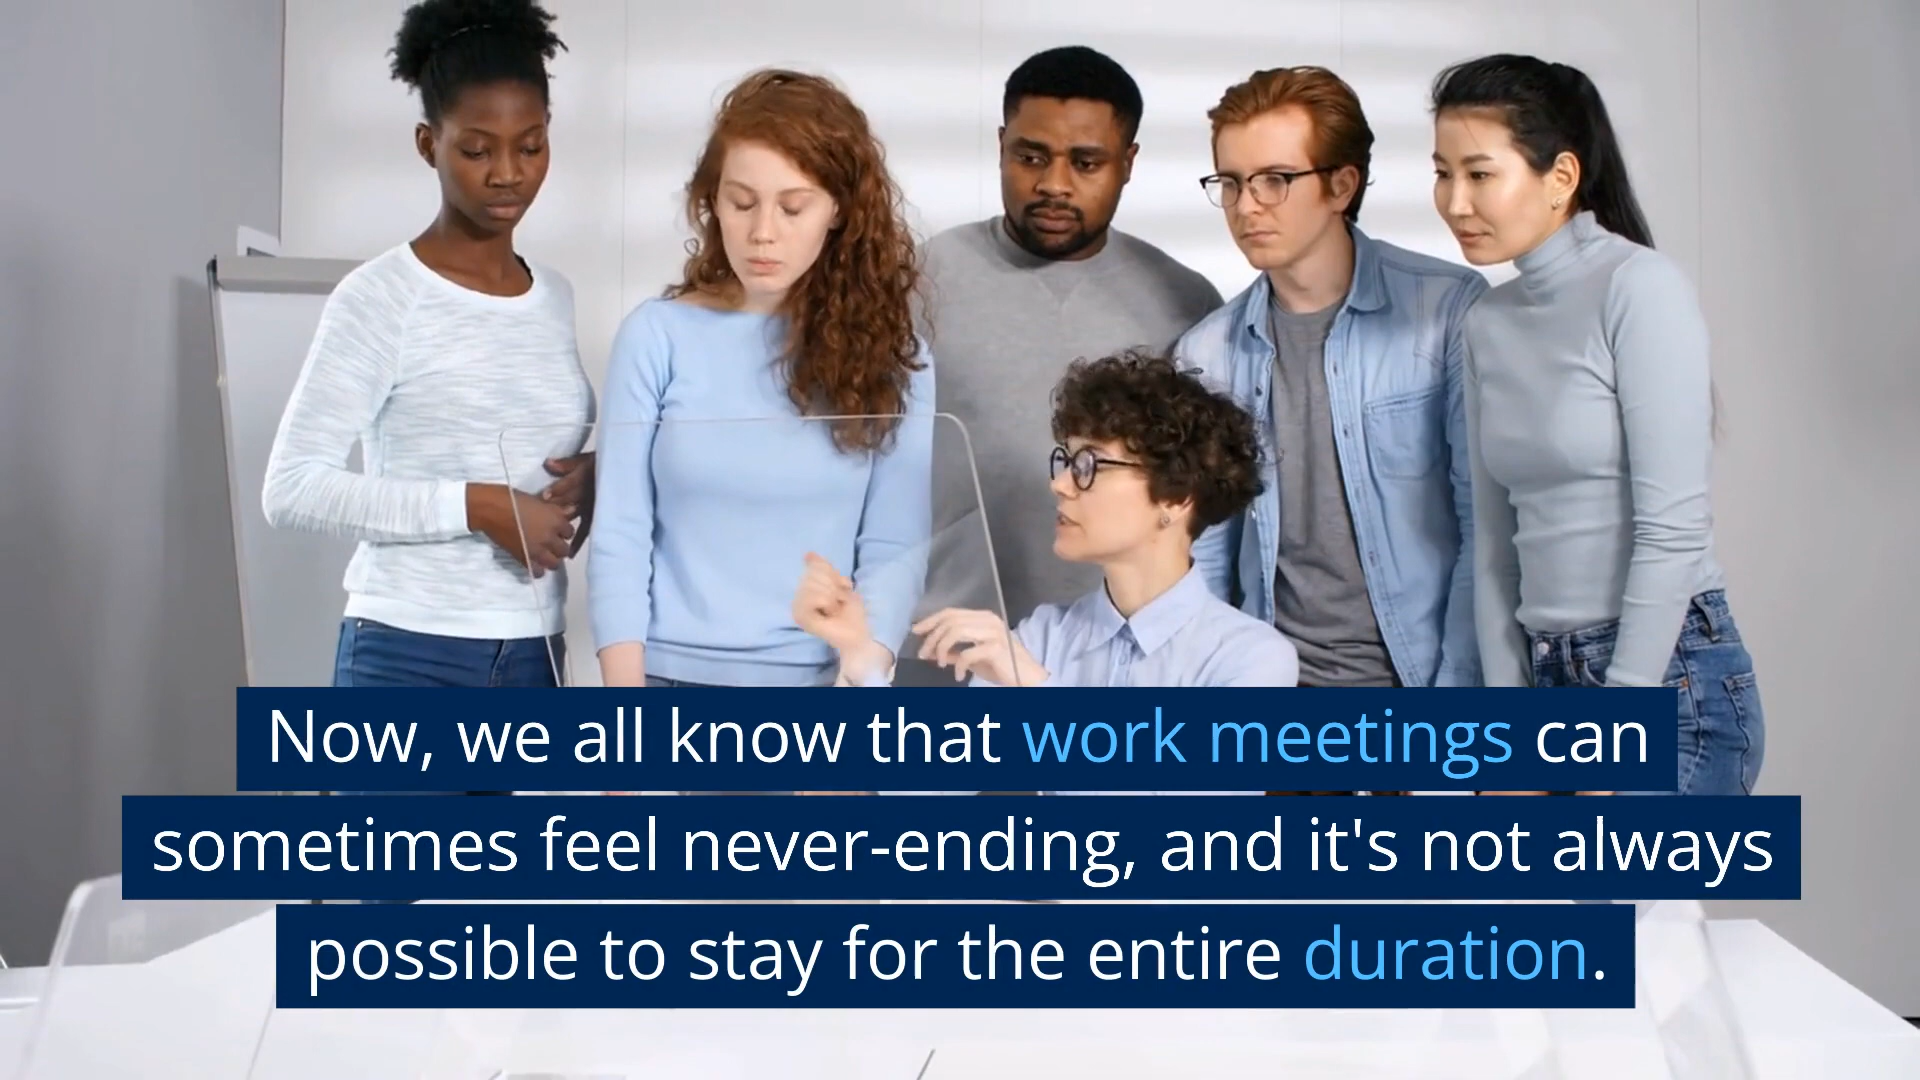 Now, we all know that work meetings can
sometimes feel never-ending, and it's not always
possible to stay for the entire duration.